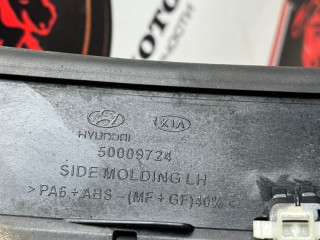 HYUNDAI KIA
50009724
SIDE MOLDING LH
> PA6 + ABS - (MF + GF) 40% <